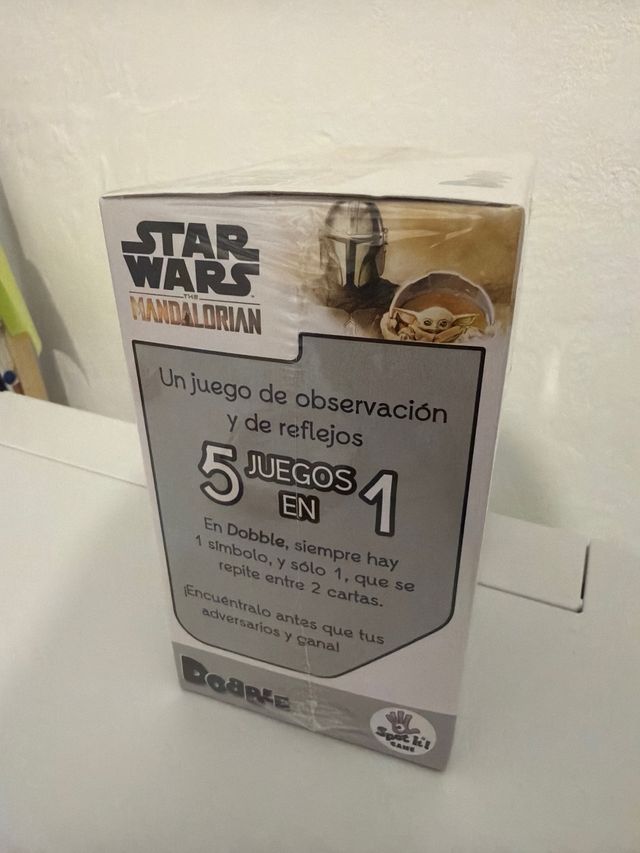 STAR
WARS
THE
MANDALORIAN
Un juego de observación
y de reflejos
5 JUEGOS EN 1
En Dobble, siempre hay
1 símbolo, y sólo 1, que se
repite entre 2 cartas.
¡Encuéntralo antes que tus
adversarios y gana!
DOBBLE
Spot it!
GAME